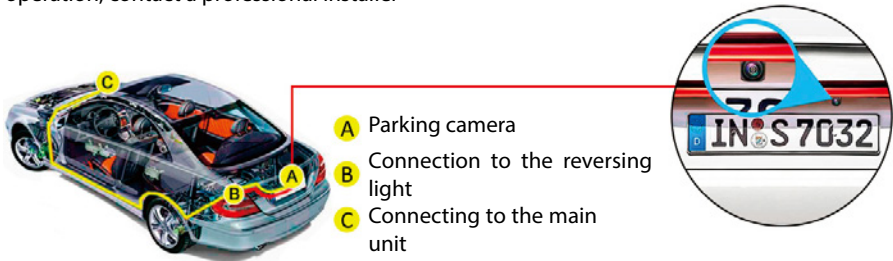 operation, contact a professional installer
C
B
A
A Parking camera
B Connection to the reversing
light
C Connecting to the main
unit
D
IN S 7032